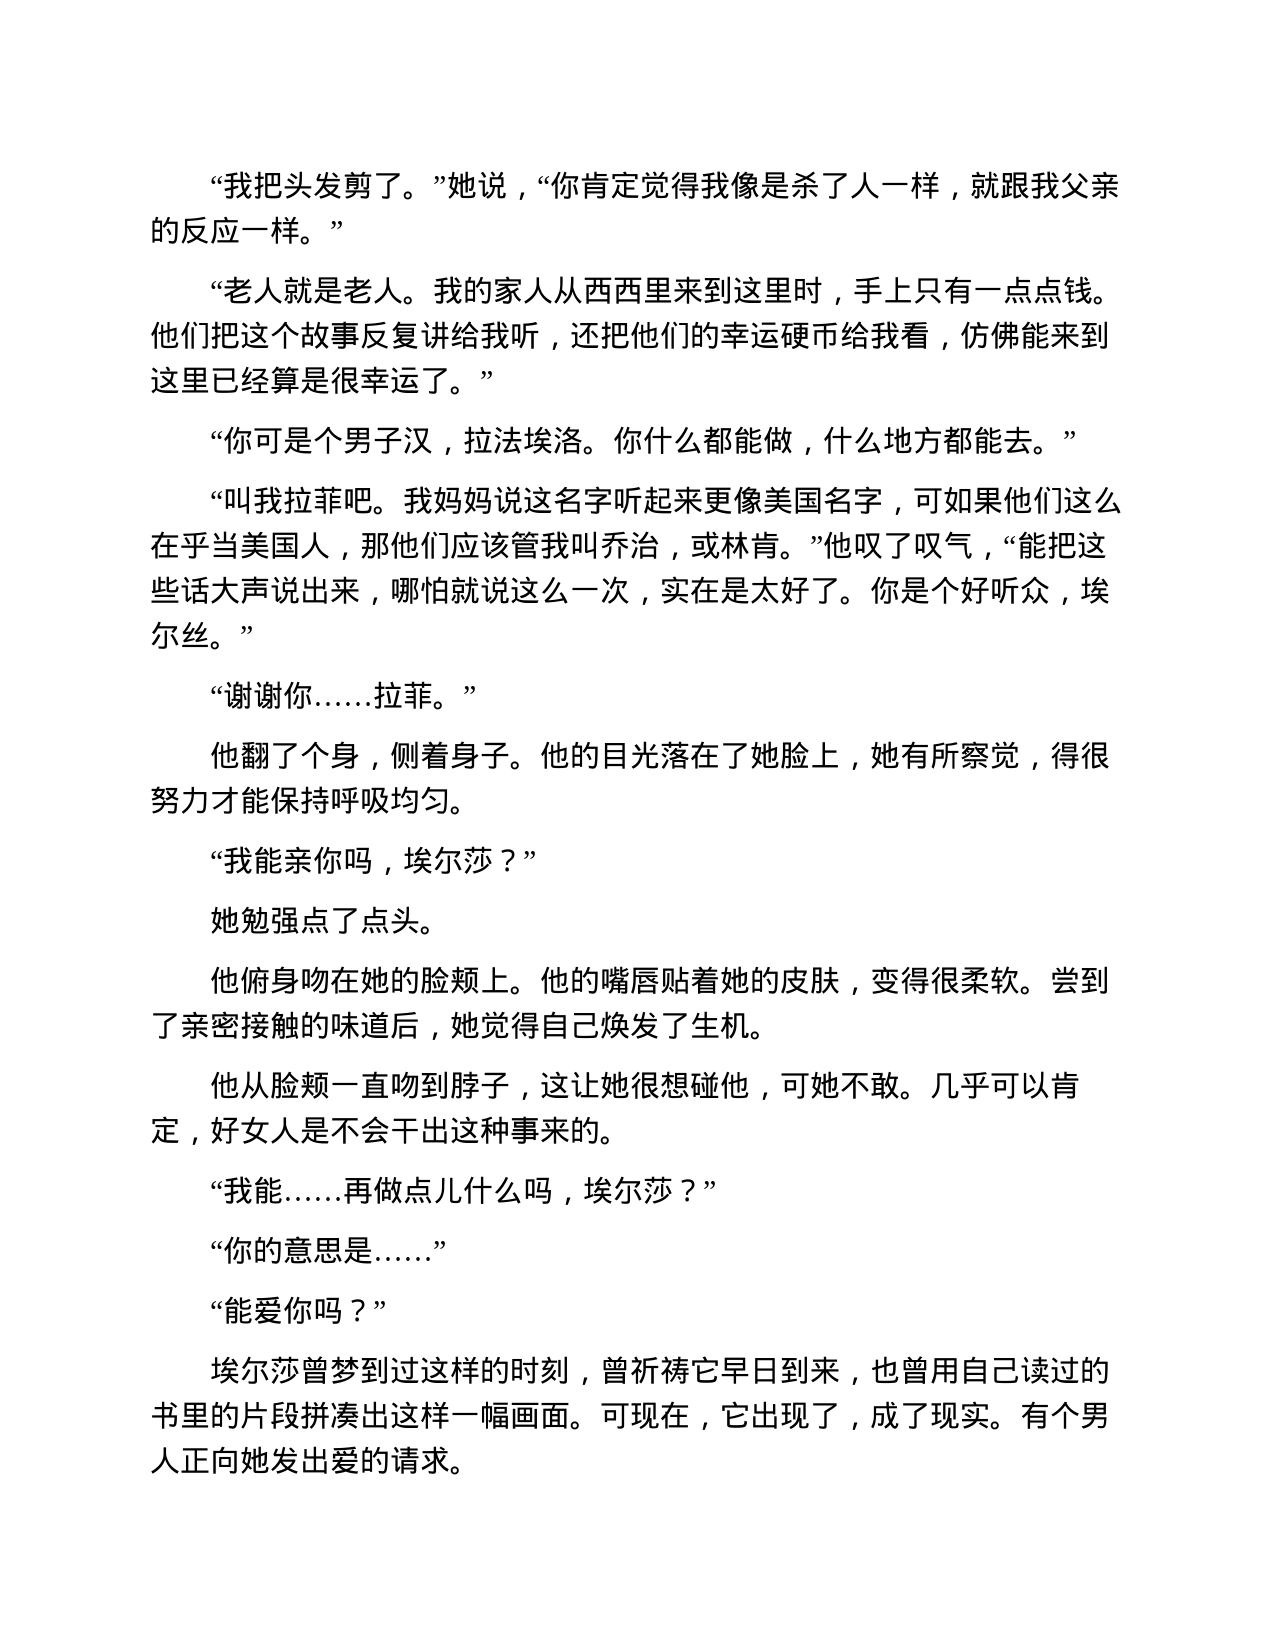 “我把头发剪了。”她说，“你肯定觉得我像是杀了人一样，就跟我父亲
的反应一样。”
“老人就是老人。我的家人从西西里来到这里时，手上只有一点点钱。
他们把这个故事反复讲给我听，还把他们的幸运硬币给我看，仿佛能来到
这里已经算是很幸运了。”
“你可是个男子汉，拉法埃洛。你什么都能做，什么地方都能去。”
“叫我拉菲吧。我妈妈说这名字听起来更像美国名字，可如果他们这么
在乎当美国人，那他们应该管我叫乔治，或林肯。”他叹了叹气，“能把这
些话大声说出来，哪怕就说这么一次，实在是太好了。你是个好听众，埃
尔丝。”
“谢谢你……拉菲。”
他翻了个身，侧着身子。他的目光落在了她脸上，她有所察觉，得很
努力才能保持呼吸均匀。
“我能亲你吗，埃尔莎？”
她勉强点了点头。
他俯身吻在她的脸颊上。他的嘴唇贴着她的皮肤，变得很柔软。尝到
了亲密接触的味道后，她觉得自己焕发了生机。
他从脸颊一直吻到脖子，这让她很想碰他，可她不敢。几乎可以肯
定，好女人是不会干出这种事来的。
“我能……再做点儿什么吗，埃尔莎？”
“你的意思是……”
“能爱你吗？”
埃尔莎曾梦到过这样的时刻，曾祈祷它早日到来，也曾用自己读过的
书里的片段拼凑出这样一幅画面。可现在，它出现了，成了现实。有个男
人正向她发出爱的请求。